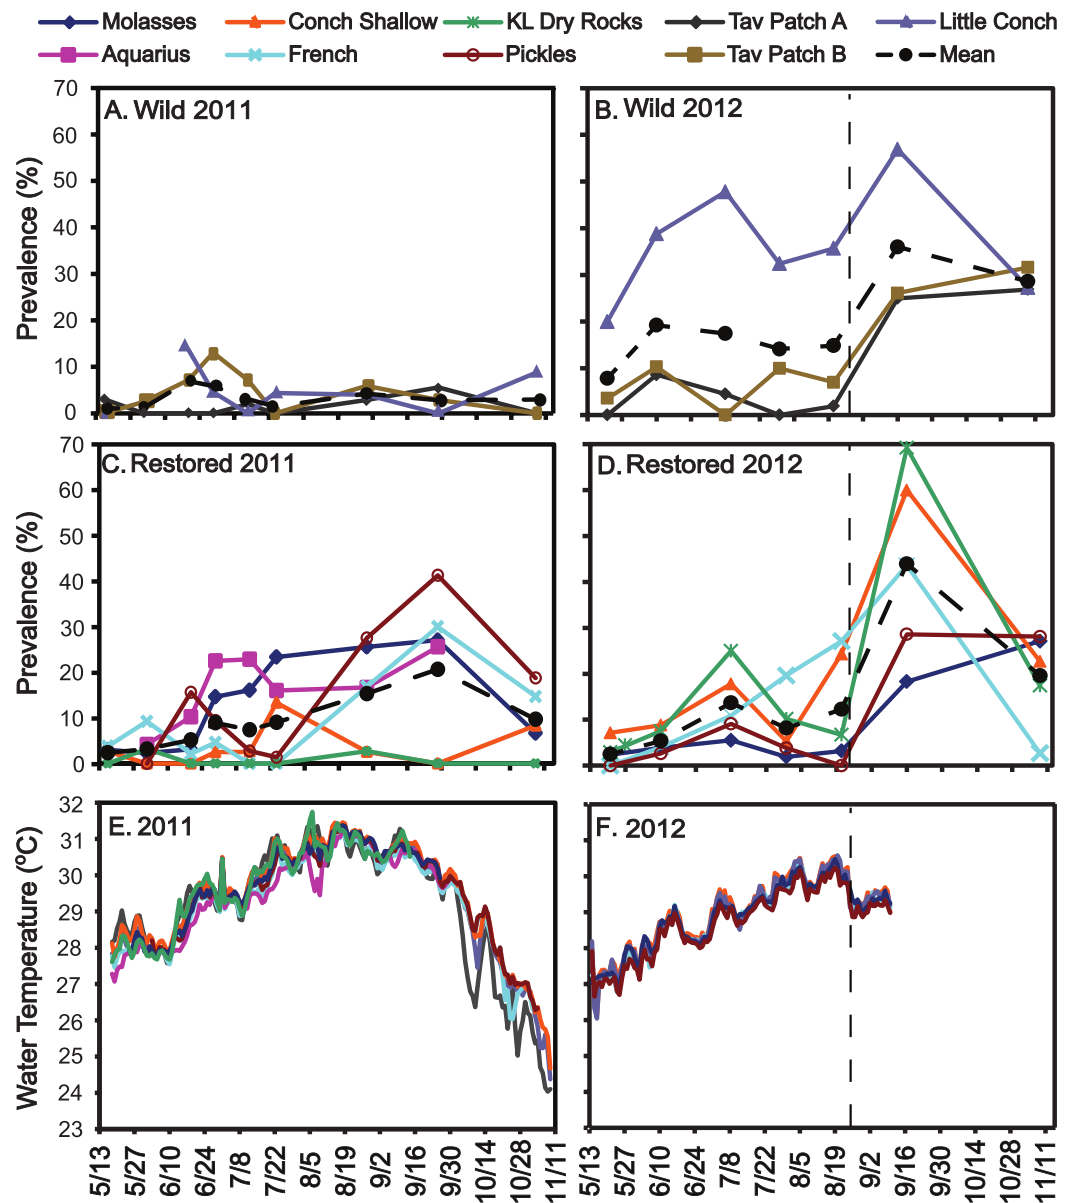 Molasses Conch Shallow KL Dry Rocks Tav Patch A Little Conch
Aquarius French Pickles Tav Patch B Mean
A. Wild 2011
B. Wild 2012
Prevalence (%)
70
60
50
40
30
20
10
0
C. Restored 2011
D. Restored 2012
Prevalence (%)
70
60
50
40
30
20
10
0
E. 2011
F. 2012
Water Temperature (ºC)
32
31
30
29
28
27
26
25
24
23
5/13 5/27 6/10 6/24 7/8 7/22 8/5 8/19 9/2 9/16 9/30 10/14 10/28 11/11
5/13 5/27 6/10 6/24 7/8 7/22 8/5 8/19 9/2 9/16 9/30 10/14 10/28 11/11